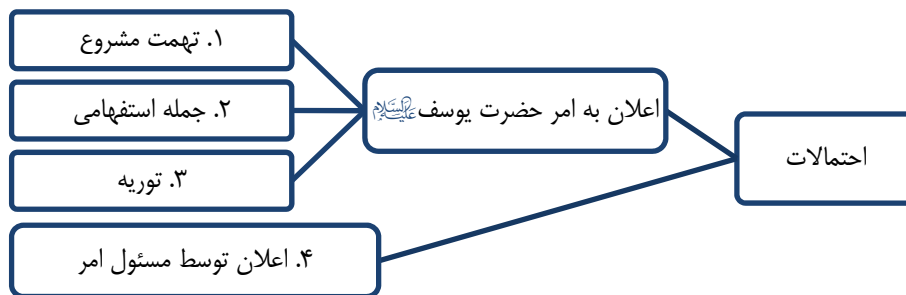 احتمالات
اعلان به امر حضرت یوسف علیه‌السلام
۱. تهمت مشروع
۲. جمله استفهامی
۳. توریه
۴. اعلان توسط مسئول امر